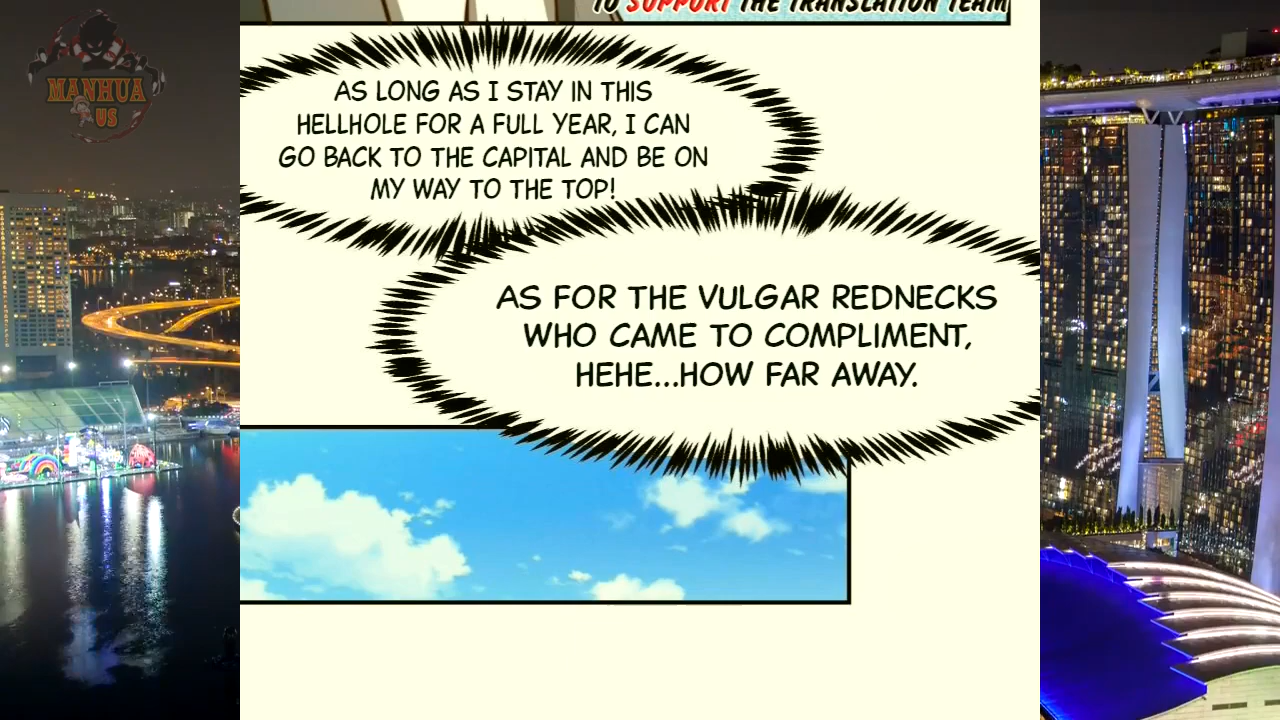 TO SUPPORT THE TRANSLATION TEAM
MANHUA
US
AS LONG AS I STAY IN THIS
HELLHOLE FOR A FULL YEAR, I CAN
GO BACK TO THE CAPITAL AND BE ON
MY WAY TO THE TOP!
AS FOR THE VULGAR REDNECKS
WHO CAME TO COMPLIMENT,
HEHE...HOW FAR AWAY.